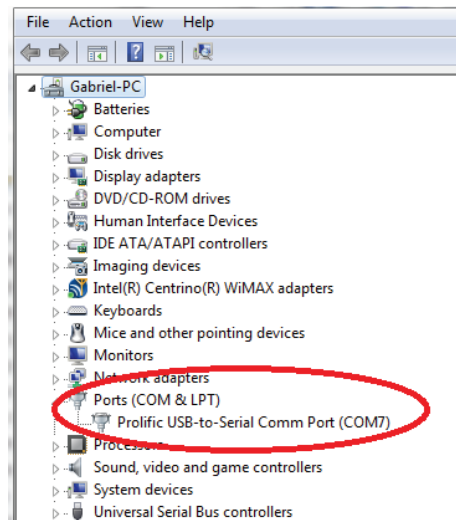 File Action View Help
Gabriel-PC
Batteries
Computer
Disk drives
Display adapters
DVD/CD-ROM drives
Human Interface Devices
IDE ATA/ATAPI controllers
Imaging devices
Intel(R) Centrino(R) WiMAX adapters
Keyboards
Mice and other pointing devices
Monitors
Network adapters
Ports (COM & LPT)
Prolific USB-to-Serial Comm Port (COM7)
Processors
Sound, video and game controllers
System devices
Universal Serial Bus controllers